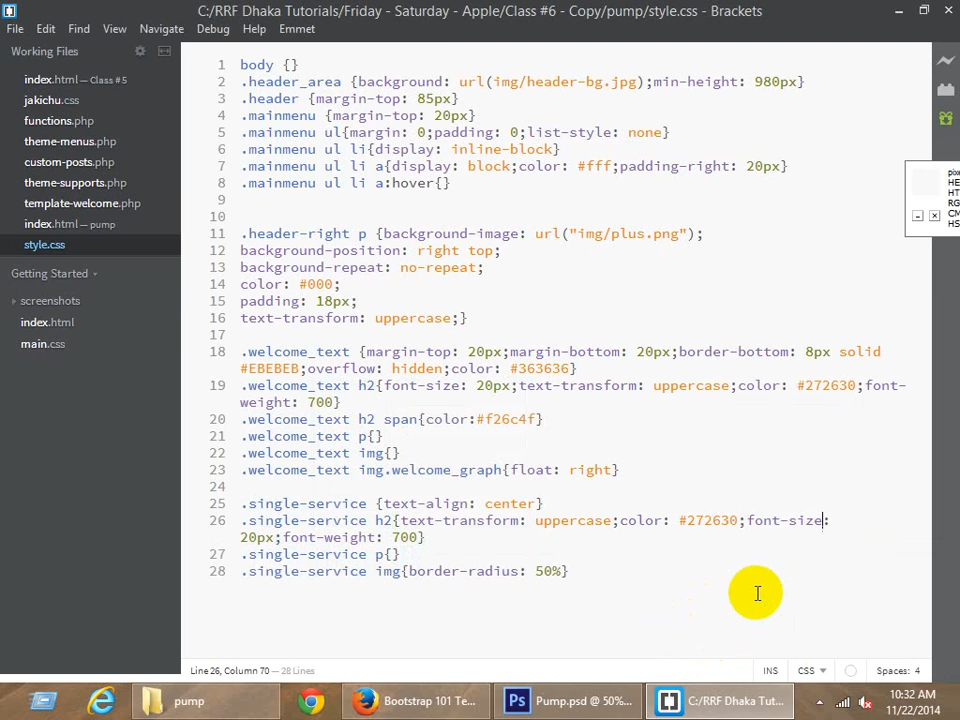 C:/RRF Dhaka Tutorials/Friday - Saturday - Apple/Class #6 - Copy/pump/style.css - Brackets
File Edit Find View Navigate Debug Help Emmet
Working Files
index.html - Class #5
jakichu.css
functions.php
theme-menus.php
custom-posts.php
theme-supports.php
template-welcome.php
index.html - pump
style.css
Getting Started
screenshots
index.html
main.css
1 body {}
2 .header_area {background: url(img/header-bg.jpg);min-height: 980px}
3 .header {margin-top: 85px}
4 .mainmenu {margin-top: 20px}
5 .mainmenu ul{margin: 0;padding: 0;list-style: none}
6 .mainmenu ul li{display: inline-block}
7 .mainmenu ul li a{display: block;color: #fff;padding-right: 20px}
8 .mainmenu ul li a:hover{}
9
10
11 .header-right p {background-image: url("img/plus.png");
12 background-position: right top;
13 background-repeat: no-repeat;
14 color: #000;
15 padding: 18px;
16 text-transform: uppercase;}
17
18 .welcome_text {margin-top: 20px;margin-bottom: 20px;border-bottom: 8px solid
#EBEBEB;overflow: hidden;color: #363636}
19 .welcome_text h2{font-size: 20px;text-transform: uppercase;color: #272630;font-
weight: 700}
20 .welcome_text h2 span{color:#f26c4f}
21 .welcome_text p{}
22 .welcome_text img{}
23 .welcome_text img.welcome_graph{float: right}
24
25 .single-service {text-align: center}
26 .single-service h2{text-transform: uppercase;color: #272630;font-size:
20px;font-weight: 700}
27 .single-service p{}
28 .single-service img{border-radius: 50%}
pixe
HE
HT
RG
CM
HS
Line 26, Column 70 — 28 Lines
INS CSS Spaces: 4
pump
Bootstrap 101 Te...
Pump.psd @ 50%...
C:/RRF Dhaka Tut...
10:32 AM
11/22/2014